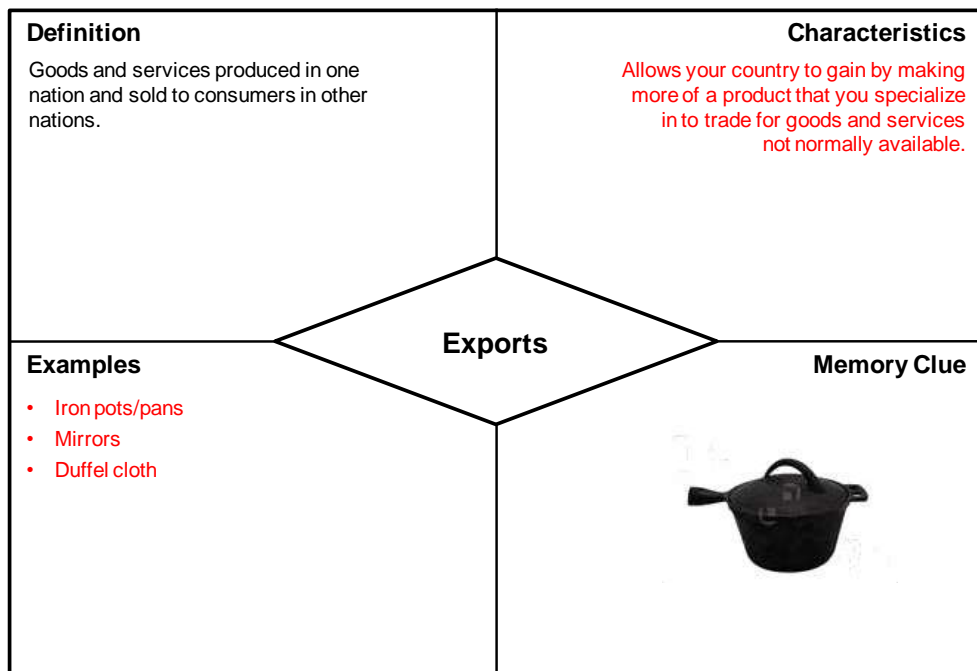 Definition
Goods and services produced in one
nation and sold to consumers in other
nations.
Characteristics
Allows your country to gain by making
more of a product that you specialize
in to trade for goods and services
not normally available.
Exports
Examples
• Iron pots/pans
• Mirrors
• Duffel cloth
Memory Clue